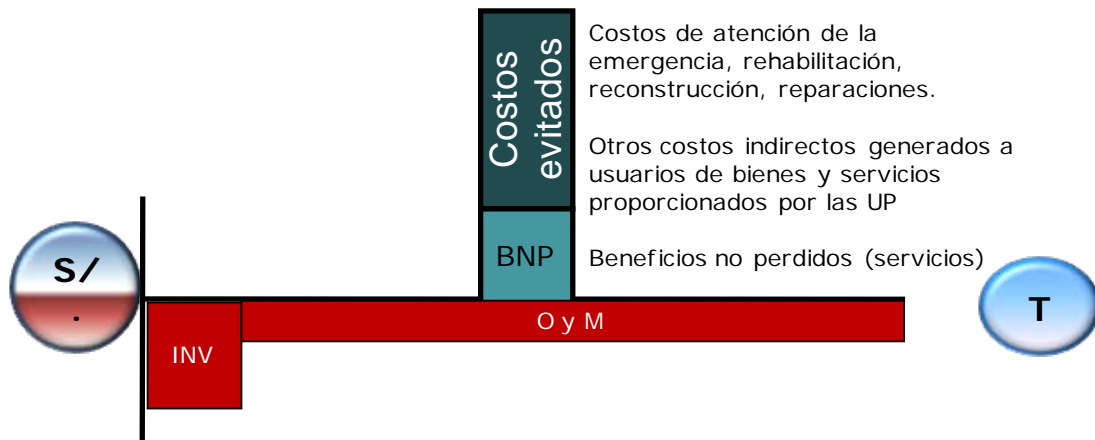 Costos
evitados
Costos de atención de la
emergencia, rehabilitación,
reconstrucción, reparaciones.
Otros costos indirectos generados a
usuarios de bienes y servicios
proporcionados por las UP
BNP
Beneficios no perdidos (servicios)
S/
.
T
O y M
INV